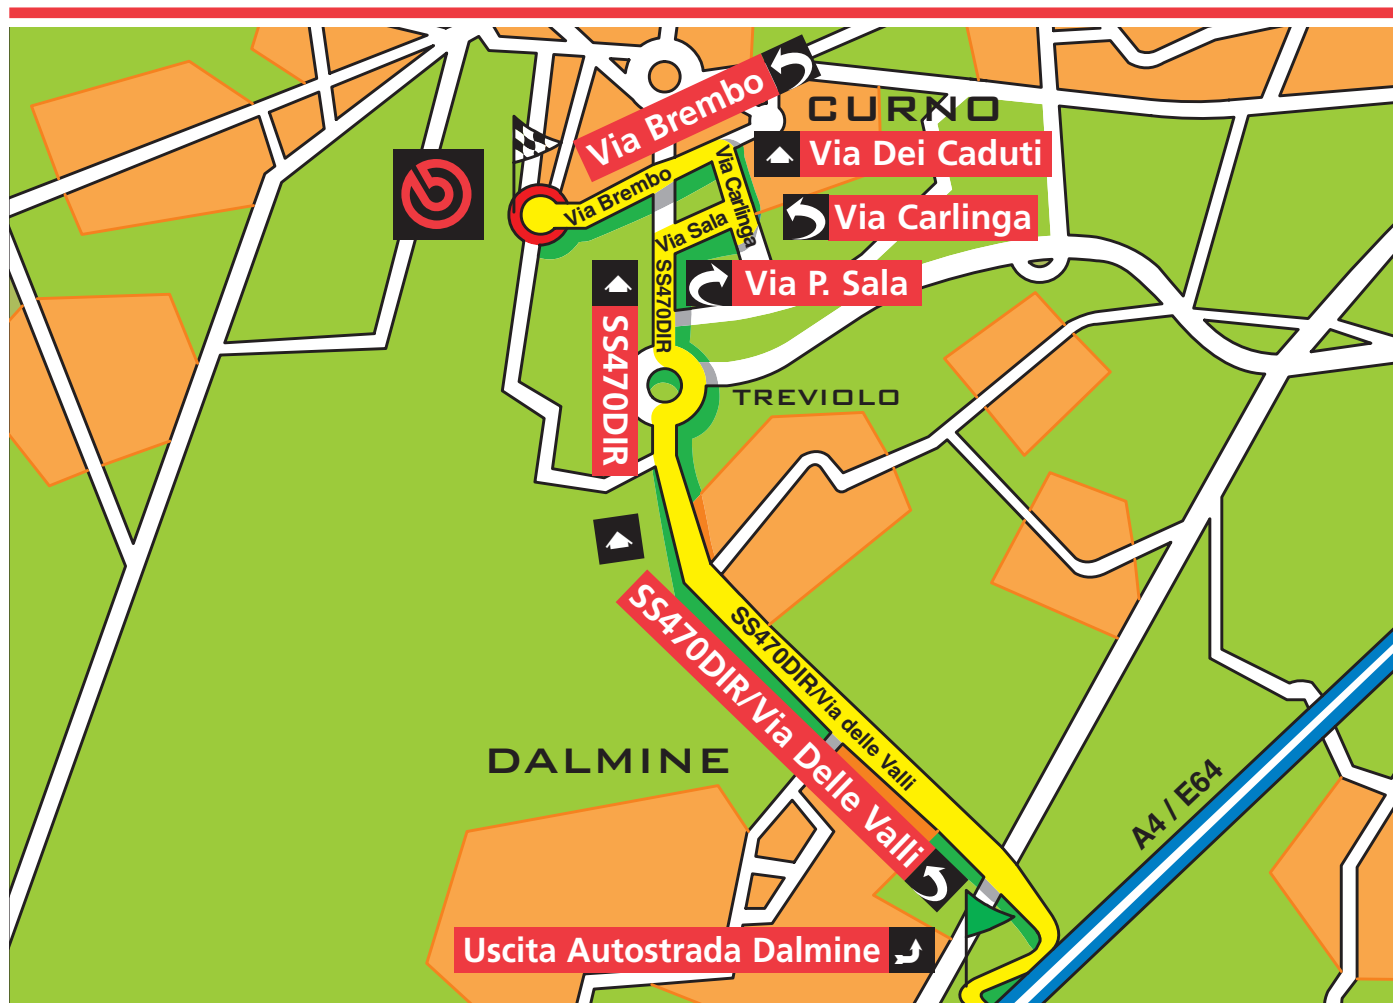 Via Brembo
CURNO
Via Dei Caduti
Via Carlinga
Via Brembo
Via Carlinga
Via Sala
Via P. Sala
SS470DIR
SS470DIR
TREVIOLO
SS470DIR/Via Delle Valli
SS470DIR/Via delle Valli
DALMINE
A4 / E64
Uscita Autostrada Dalmine